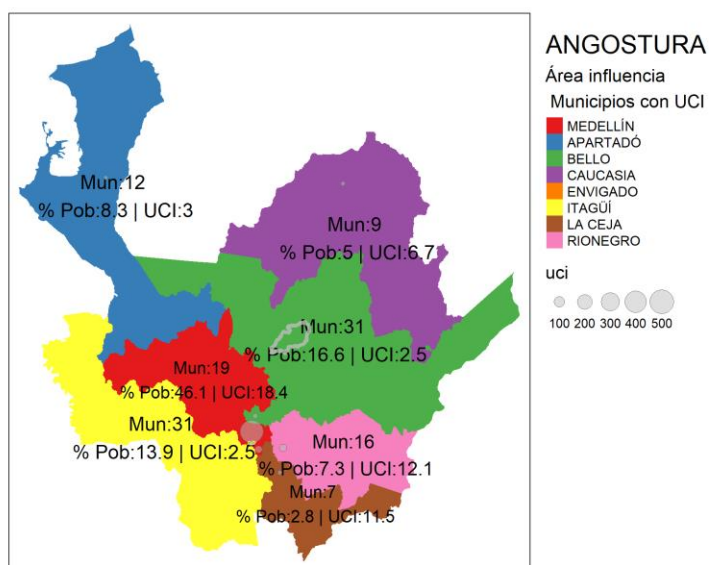 ANGOSTURA
Área influencia
Municipios con UCI
MEDELLÍN
APARTADÓ
BELLO
CAUCASIA
ENVIGADO
ITAGÜÍ
LA CEJA
RIONEGRO
uci
100 200 300 400 500
Mun:12
% Pob:8.3 | UCI:3
Mun:9
% Pob:5 | UCI:6.7
Mun:31
% Pob:16.6 | UCI:2.5
Mun:19
% Pob:46.1 | UCI:18.4
Mun:31
% Pob:13.9 | UCI:2.5
Mun:16
% Pob:7.3 | UCI:12.1
Mun:7
% Pob:2.8 | UCI:11.5